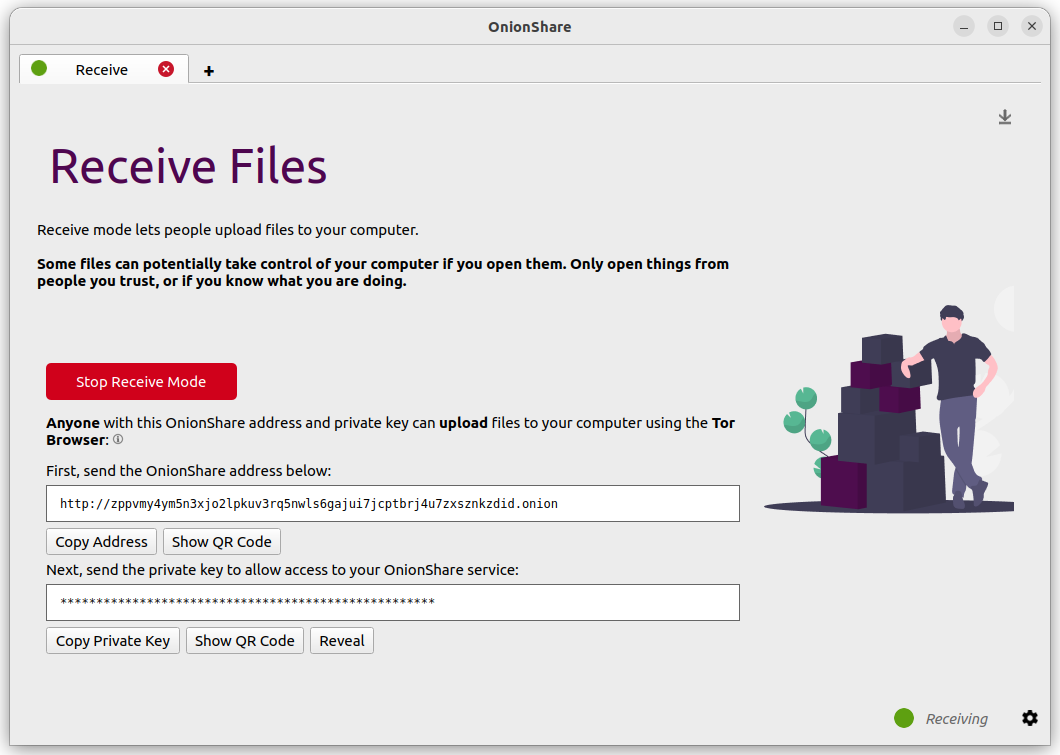 OnionShare
Receive
+
Receive Files
Receive mode lets people upload files to your computer.
Some files can potentially take control of your computer if you open them. Only open things from
people you trust, or if you know what you are doing.
Stop Receive Mode
Anyone with this OnionShare address and private key can upload files to your computer using the Tor
Browser:
First, send the OnionShare address below:
http://zppvmy4ym5n3xjo2lpkuv3rq5nwls6gajui7jcptbrj4u7zxsznkzdid.onion
Copy Address Show QR Code
Next, send the private key to allow access to your OnionShare service:
****************************************************
Copy Private Key Show QR Code Reveal
Receiving